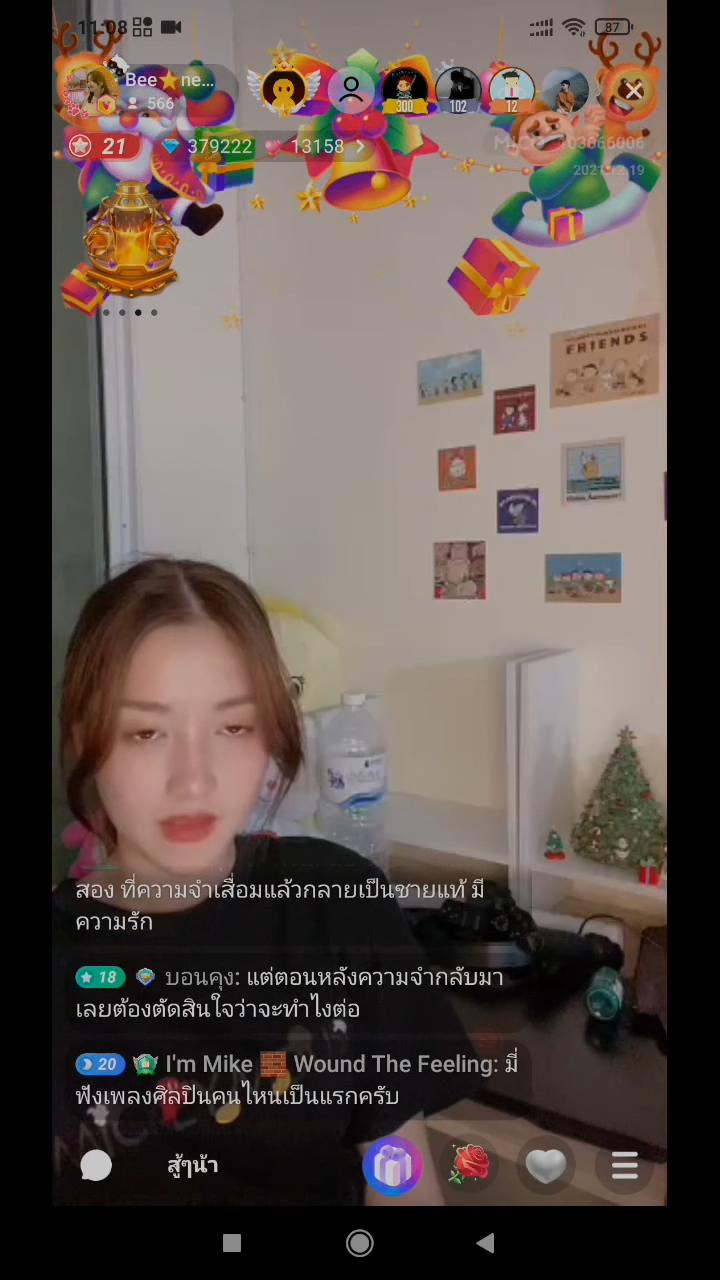 11:08
87
Bee⭐ne...
566
300
102
12
21
379222
13158
103866006
2021.12.19
FRIENDS
สอง ที่ความจำเสื่อมแล้วกลายเป็นชายแท้ มี
ความรัก
18 บอนคุง: แต่ตอนหลังความจำกลับมา
เลยต้องตัดสินใจว่าจะทำไงต่อ
20 I'm Mike 🧱 Wound The Feeling: มี่
ฟังเพลงศิลปินคนไหนเป็นแรกครับ
สู้ๆน้า